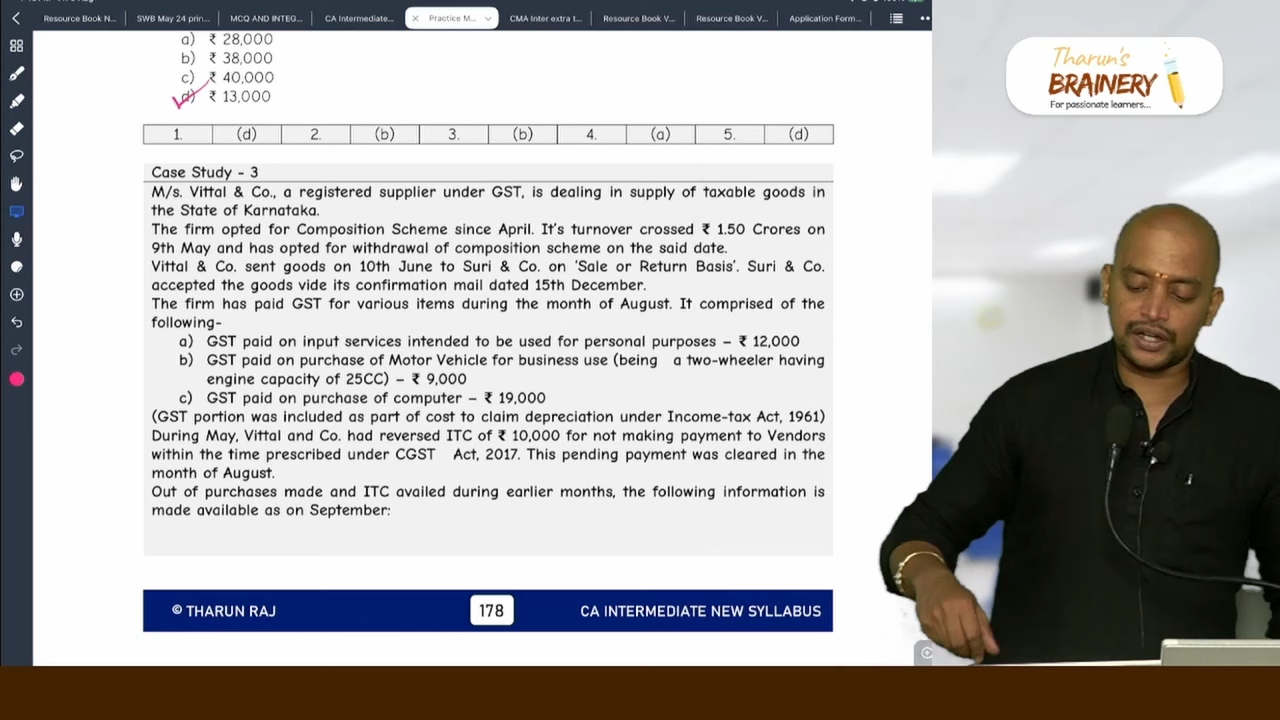 Resource Book N...
SWB May 24 prin...
MCQ AND INTEG...
CA Intermediate...
Practice M...
CMA Inter extra t...
Resource Book V...
Resource Book V...
Application Form...
a) ₹ 28,000
b) ₹ 38,000
c) ₹ 40,000
d) ₹ 13,000
1. (d) 2. (b) 3. (b) 4. (a) 5. (d)
Case Study - 3
M/s. Vittal & Co., a registered supplier under GST, is dealing in supply of taxable goods in
the State of Karnataka.
The firm opted for Composition Scheme since April. It's turnover crossed ₹ 1.50 Crores on
9th May and has opted for withdrawal of composition scheme on the said date.
Vittal & Co. sent goods on 10th June to Suri & Co. on 'Sale or Return Basis'. Suri & Co.
accepted the goods vide its confirmation mail dated 15th December.
The firm has paid GST for various items during the month of August. It comprised of the
following-
a) GST paid on input services intended to be used for personal purposes – ₹ 12,000
b) GST paid on purchase of Motor Vehicle for business use (being a two-wheeler having
engine capacity of 25CC) – ₹ 9,000
c) GST paid on purchase of computer – ₹ 19,000
(GST portion was included as part of cost to claim depreciation under Income-tax Act, 1961)
During May, Vittal and Co. had reversed ITC of ₹ 10,000 for not making payment to Vendors
within the time prescribed under CGST Act, 2017. This pending payment was cleared in the
month of August.
Out of purchases made and ITC availed during earlier months, the following information is
made available as on September:
© THARUN RAJ
178
CA INTERMEDIATE NEW SYLLABUS
Tharun's
BRAINERY
For passionate learners...